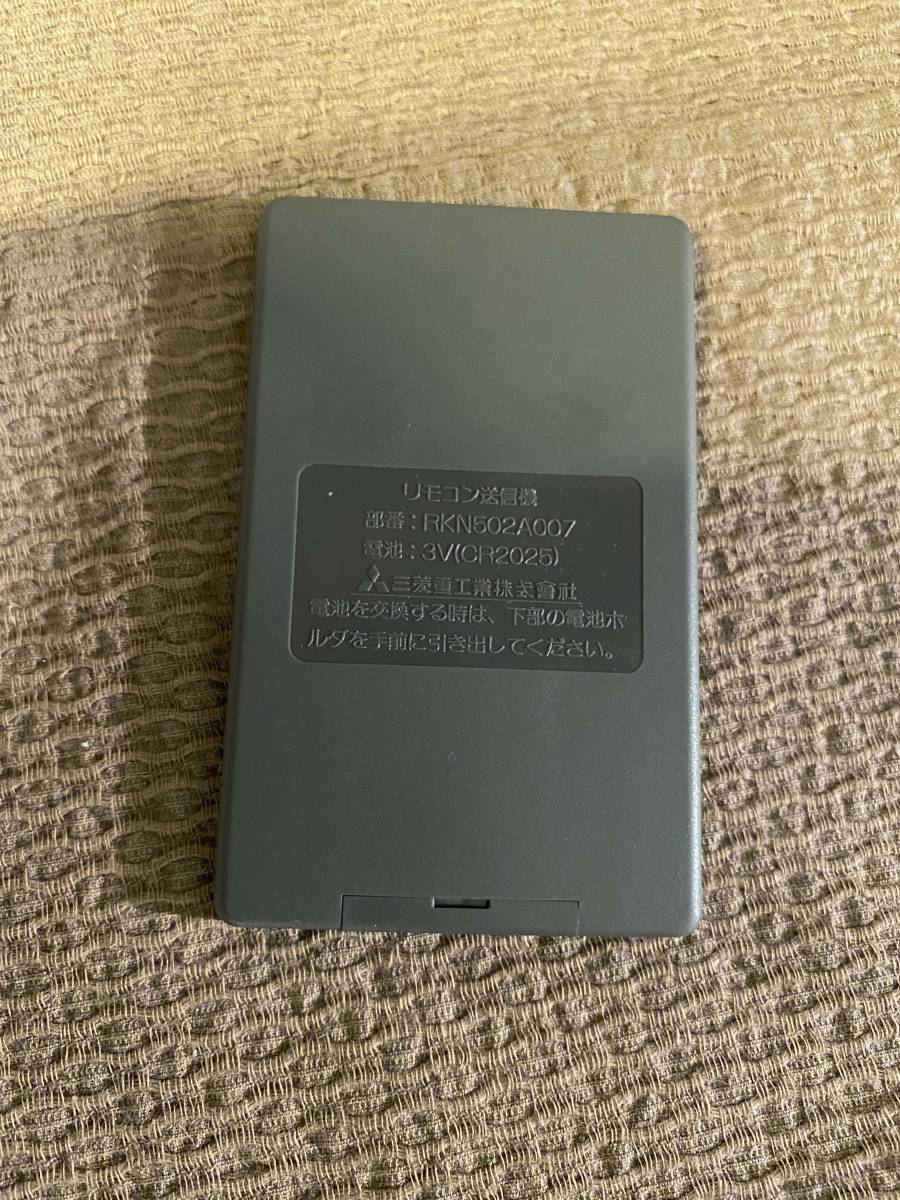 リモコン送信機
部番：RKN502A007
電池：3V(CR2025)
三菱重工業株式會社
電池を交換する時は、下部の電池ホ
ルダを手前に引き出してください。